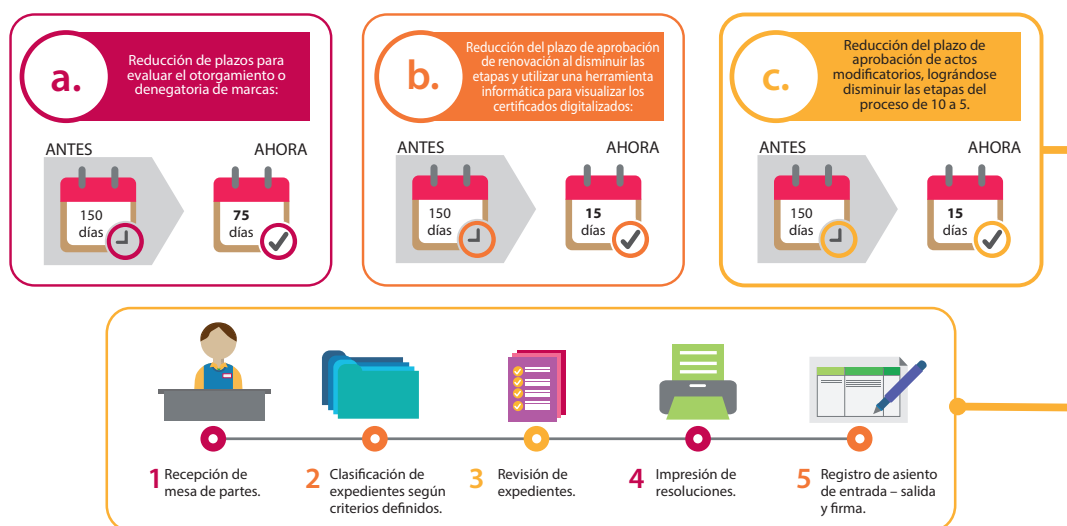 a.
Reducción de plazos para
evaluar el otorgamiento o
denegatoria de marcas:
ANTES
AHORA
150
días
75
días
b.
Reducción del plazo de aprobación
de renovación al disminuir las
etapas y utilizar una herramienta
informática para visualizar los
certificados digitalizados:
ANTES
AHORA
150
días
15
días
c.
Reducción del plazo de
aprobación de actos
modificatorios, lográndose
disminuir las etapas del
proceso de 10 a 5.
ANTES
AHORA
150
días
15
días
1 Recepción de
mesa de partes.
2 Clasificación de
expedientes según
criterios definidos.
3 Revisión de
expedientes.
4 Impresión de
resoluciones.
5 Registro de asiento
de entrada – salida
y firma.